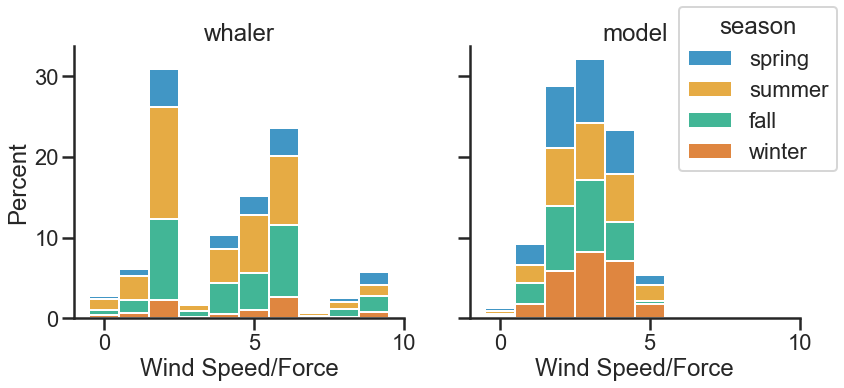 whaler
model
season
spring
summer
fall
winter
Percent
30
20
10
0
0
5
10
Wind Speed/Force
0
5
10
Wind Speed/Force